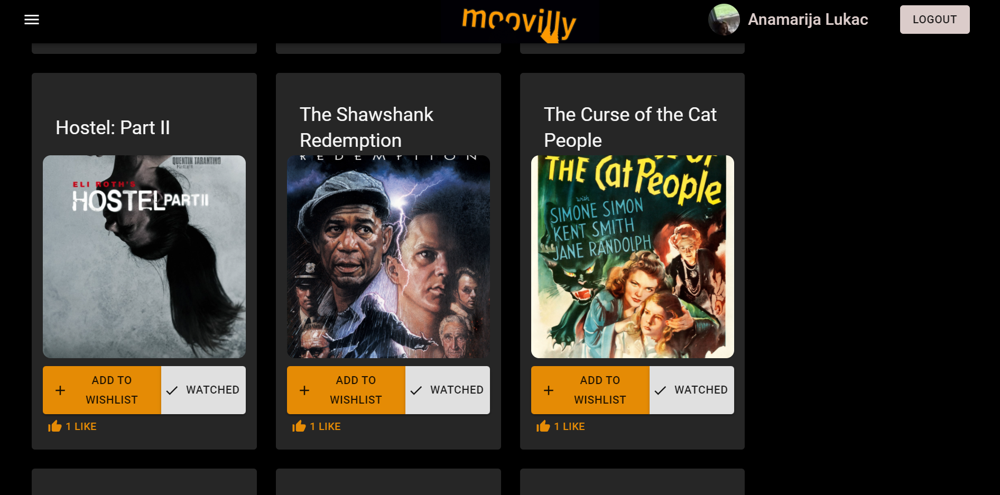 moovilly
Anamarija Lukac
LOGOUT
Hostel: Part II
QUENTIN TARANTINO
PRESENTS
ELI ROTH'S
HOSTEL PART II
ADD TO
WISHLIST
WATCHED
1 LIKE
The Shawshank
Redemption
REDEMPTION
ADD TO
WISHLIST
WATCHED
1 LIKE
The Curse of the Cat
People
THE Cat People
with
SIMONE SIMON
KENT SMITH
JANE RANDOLPH
ADD TO
WISHLIST
WATCHED
1 LIKE